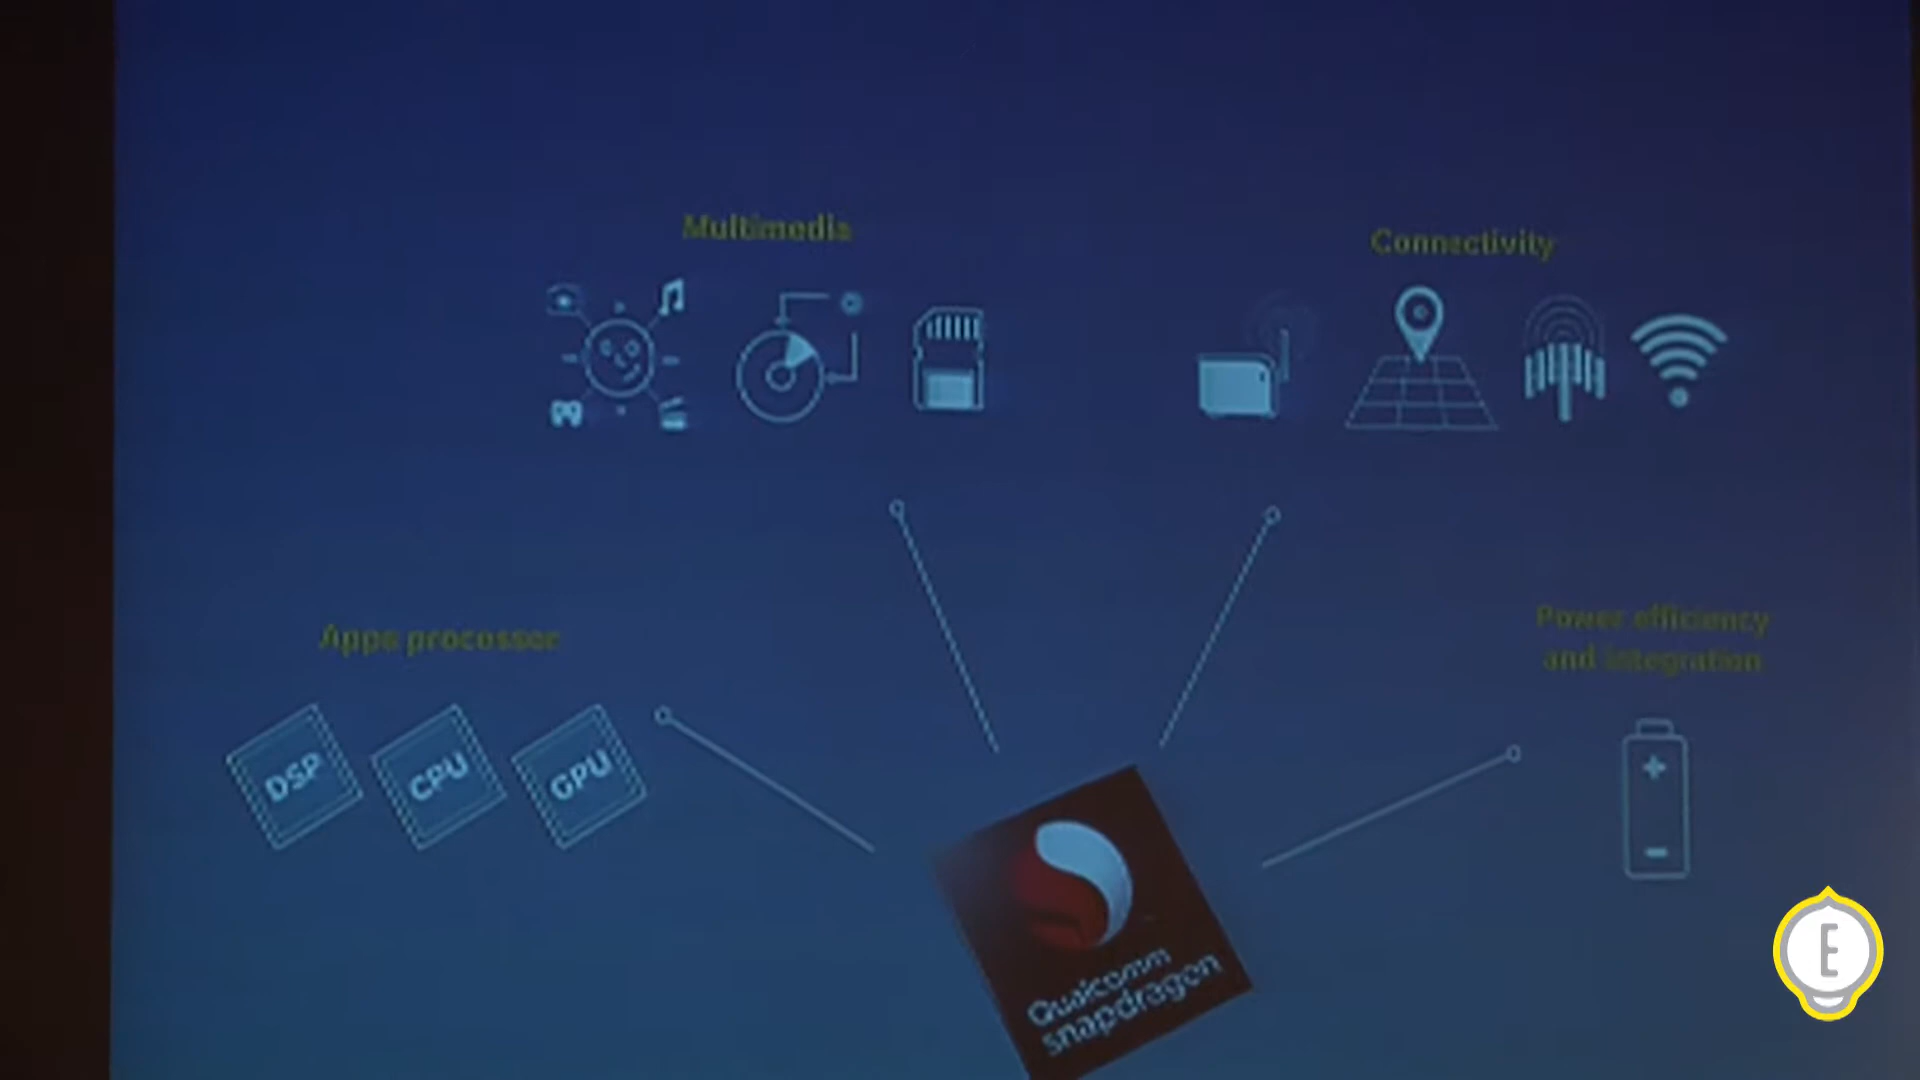 Multimedia
Connectivity
Apps processor
Power efficiency
and integration
DSP
CPU
GPU
+
-
Qualcomm
snapdragon
E